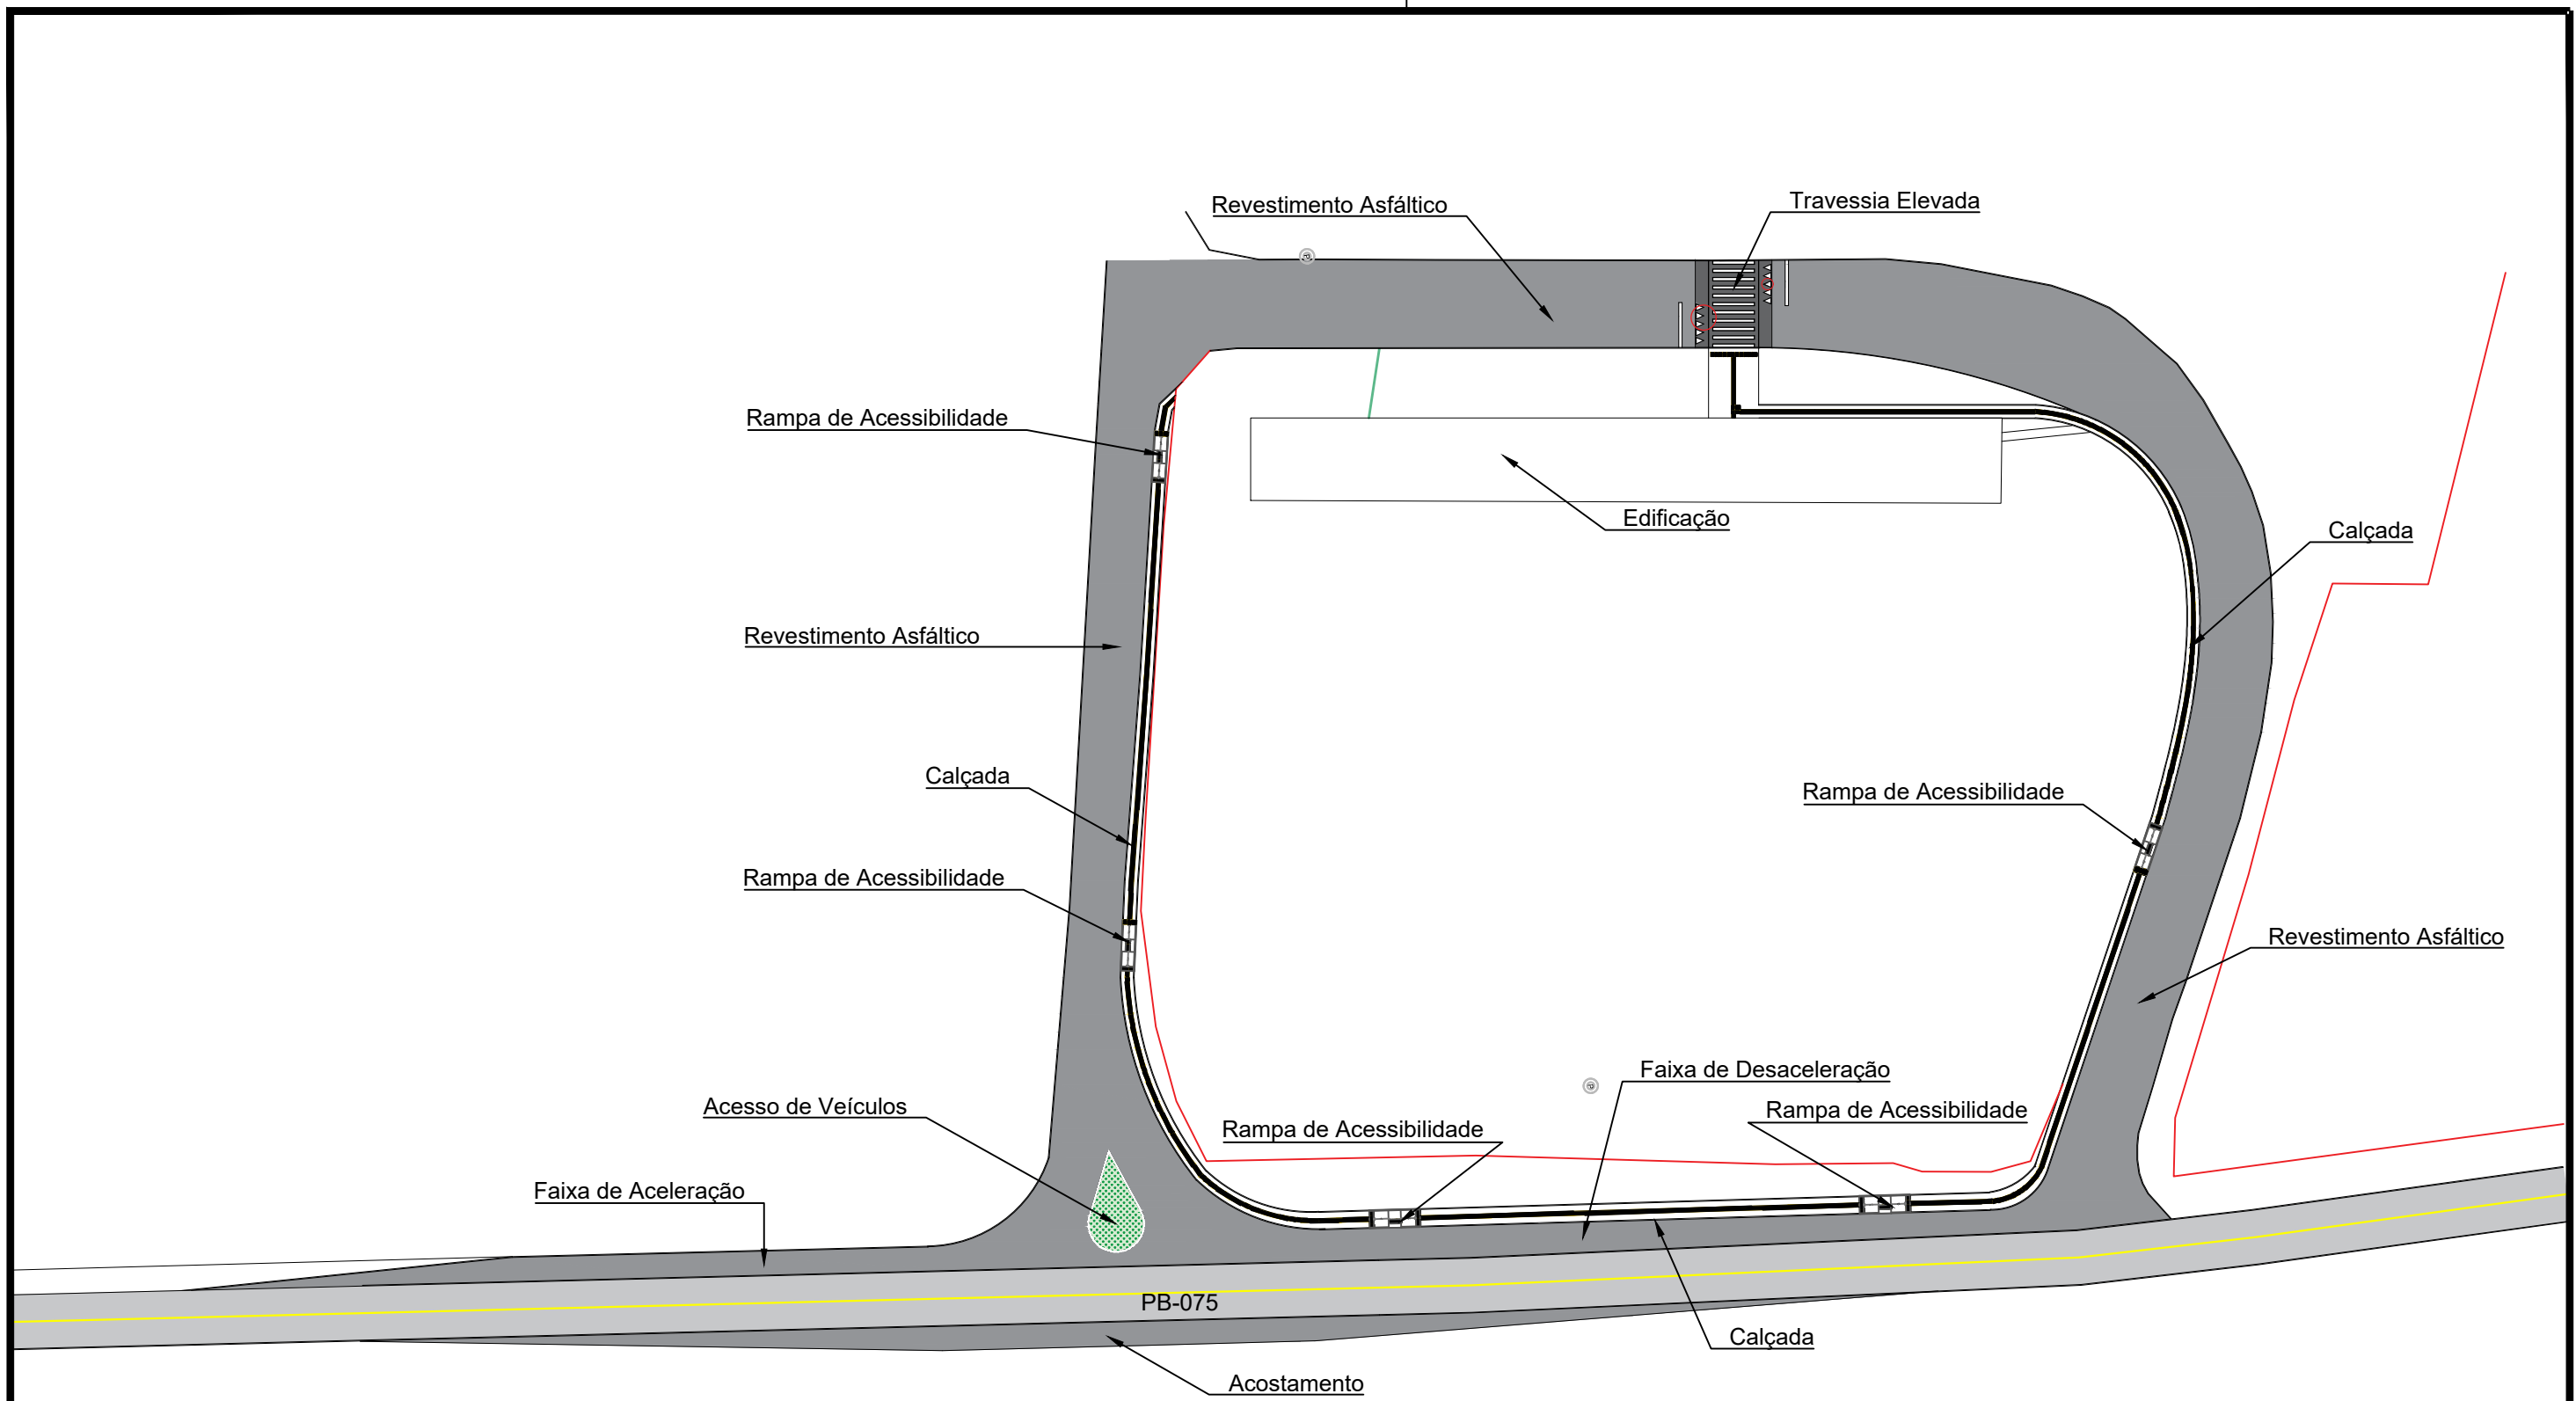 Travessia Elevada
Revestimento Asfáltico
Rampa de Acessibilidade
Edificação
Calçada
Revestimento Asfáltico
Calçada
Rampa de Acessibilidade
Rampa de Acessibilidade
Revestimento Asfáltico
Faixa de Desaceleração
Acesso de Veículos
Rampa de Acessibilidade
Rampa de Acessibilidade
Faixa de Aceleração
PB-075
Calçada
Acostamento